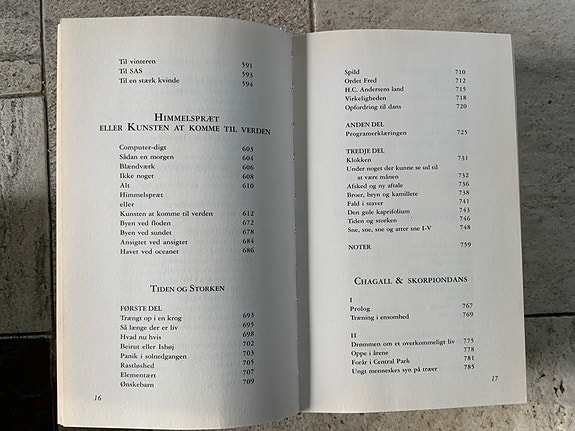 Til vinteren 591
Til SAS 593
Til en stærk kvinde 594
HIMMELSPRÆT
ELLER KUNSTEN AT KOMME TIL VERDEN
Computer-digt 603
Sådan en morgen 604
Blændværk 606
Ikke noget 608
Alt 610
Himmelspræt
eller
Kunsten at komme til verden 612
Byen ved floden 672
Byen ved sundet 678
Ansigtet ved ansigtet 684
Havet ved oceanet 686
TIDEN OG STORKEN
FØRSTE DEL
Trængt op i en krog 693
Så længe der er liv 695
Hvad nu hvis 698
Beirut eller Ishøj 702
Panik i solnedgangen 703
Rastløshed 705
Elementært 707
Ønskebarn 709
16
Spild 710
Ordet Fred 712
H.C. Andersens land 715
Virkeligheden 718
Opfordring til dans 720
ANDEN DEL
Programerklæringen 725
TREDJE DEL
Klokken 731
Under noget der kunne se ud til
at være månen 732
Afsked og ny aftale 736
Broer, bryn og kamillete 738
Fald i staver 741
Den gule kaprifolium 743
Tiden og storken 746
Sne, sne, sne og atter sne I-V 748
NOTER 759
CHAGALL & SKORPIONDANS
I
Prolog 767
Træning i ensomhed 769
II
Drømmen om et overkommeligt liv 775
Oppe i årene 778
Forår i Central Park 781
Ungt menneskes syn på træer 785
17